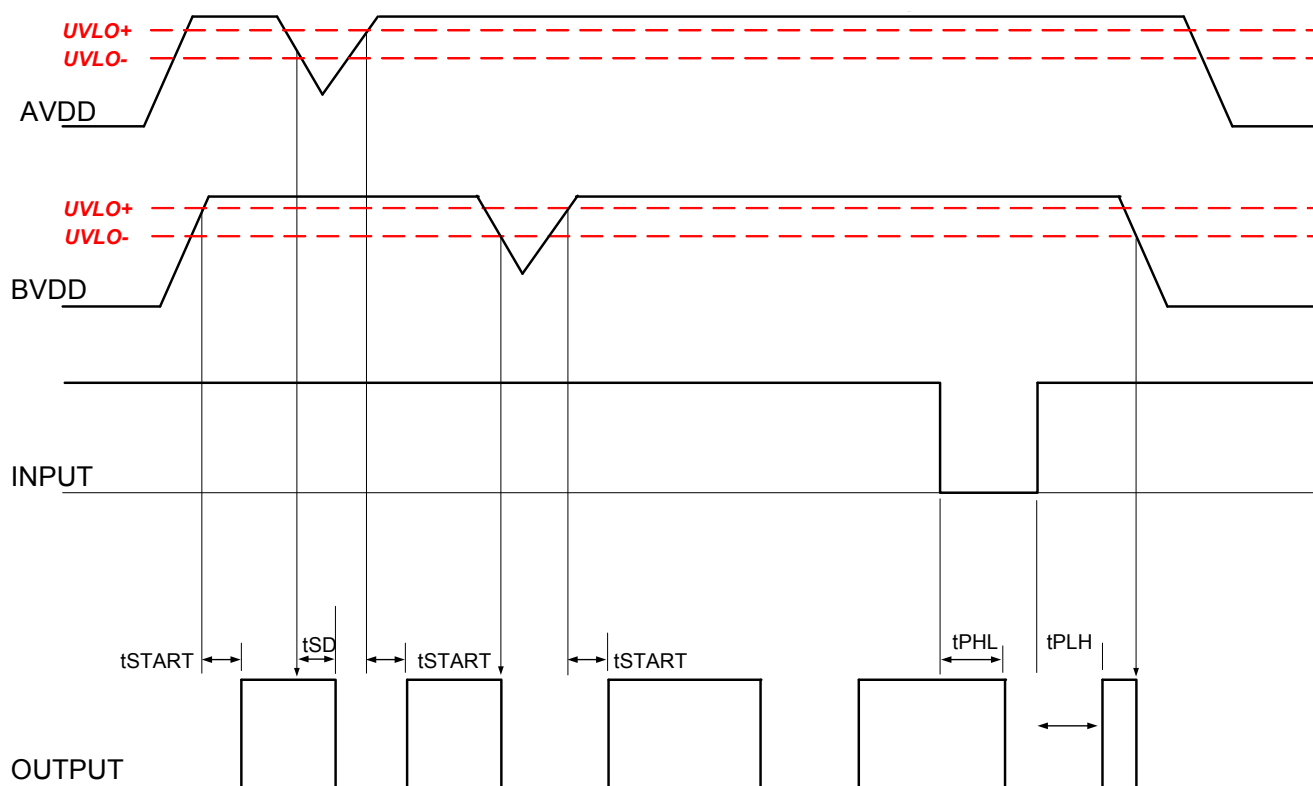 UVLO+
UVLO-
AVDD
UVLO+
UVLO-
BVDD
INPUT
tSTART
tSD
tSTART
tSTART
tPHL
tPLH
OUTPUT